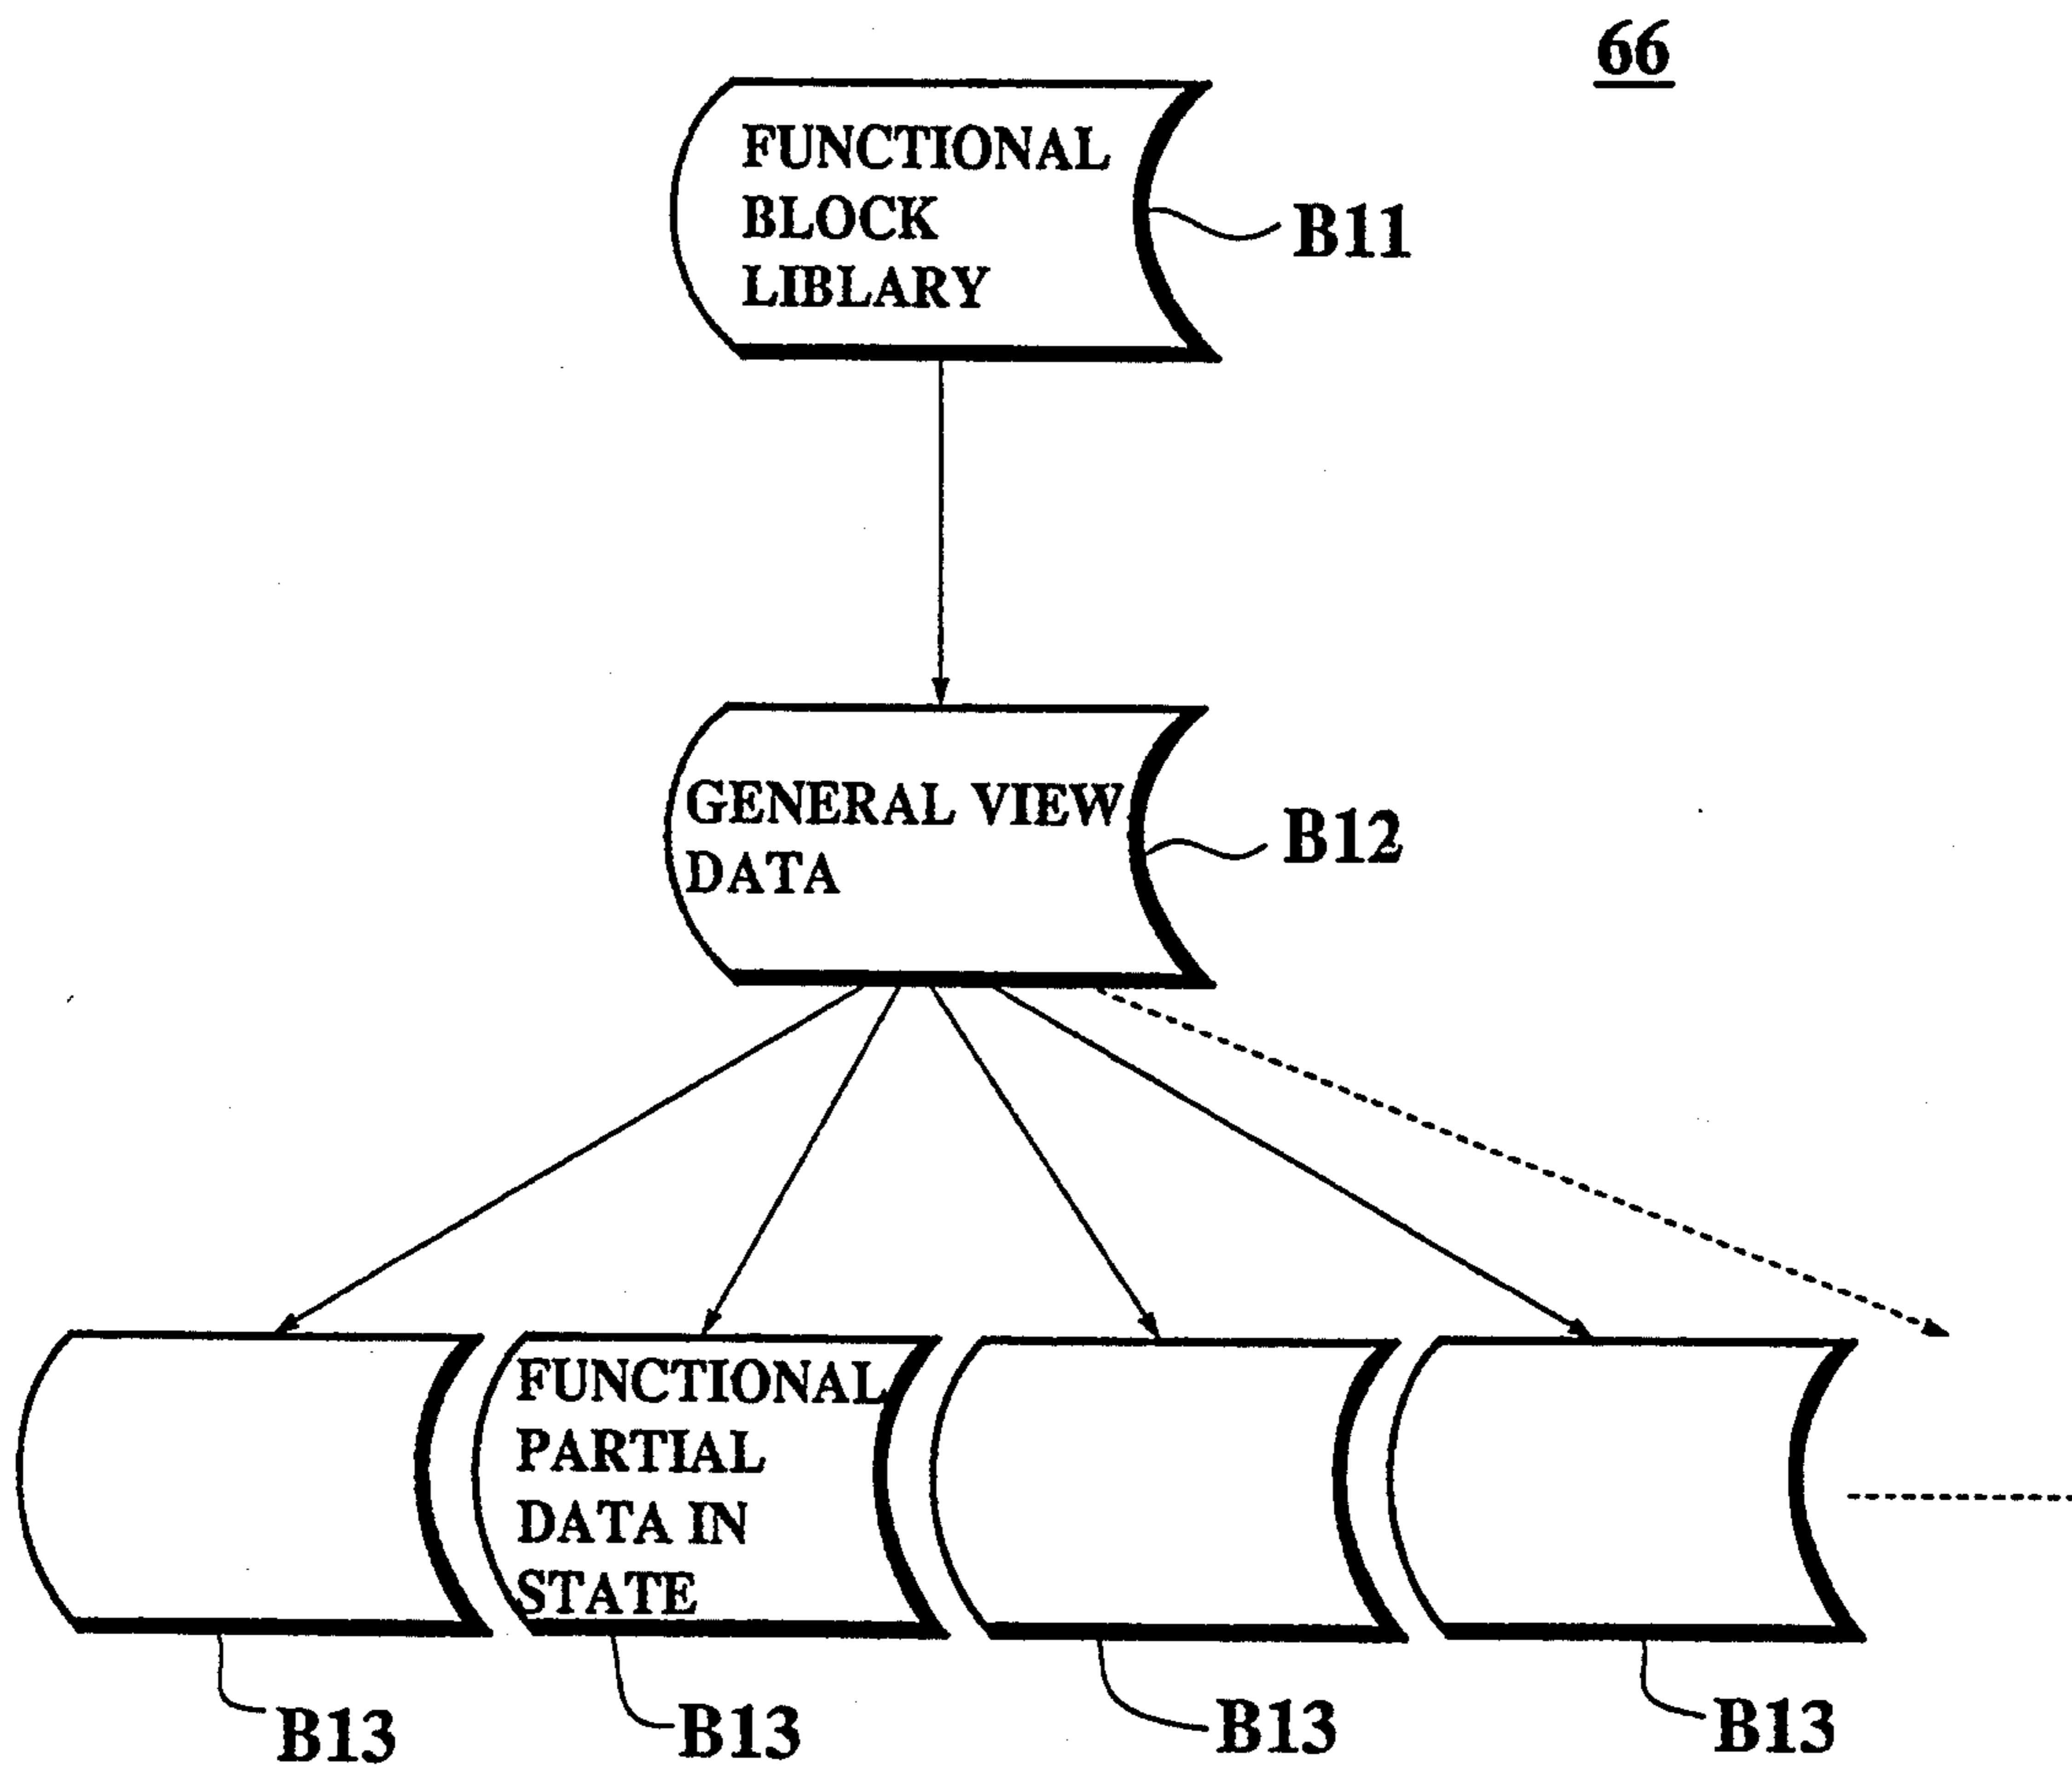 66
FUNCTIONAL
BLOCK
LIBLARY
B11
GENERAL VIEW
DATA
B12
FUNCTIONAL
PARTIAL
DATA IN
STATE
B13
B13
B13
B13